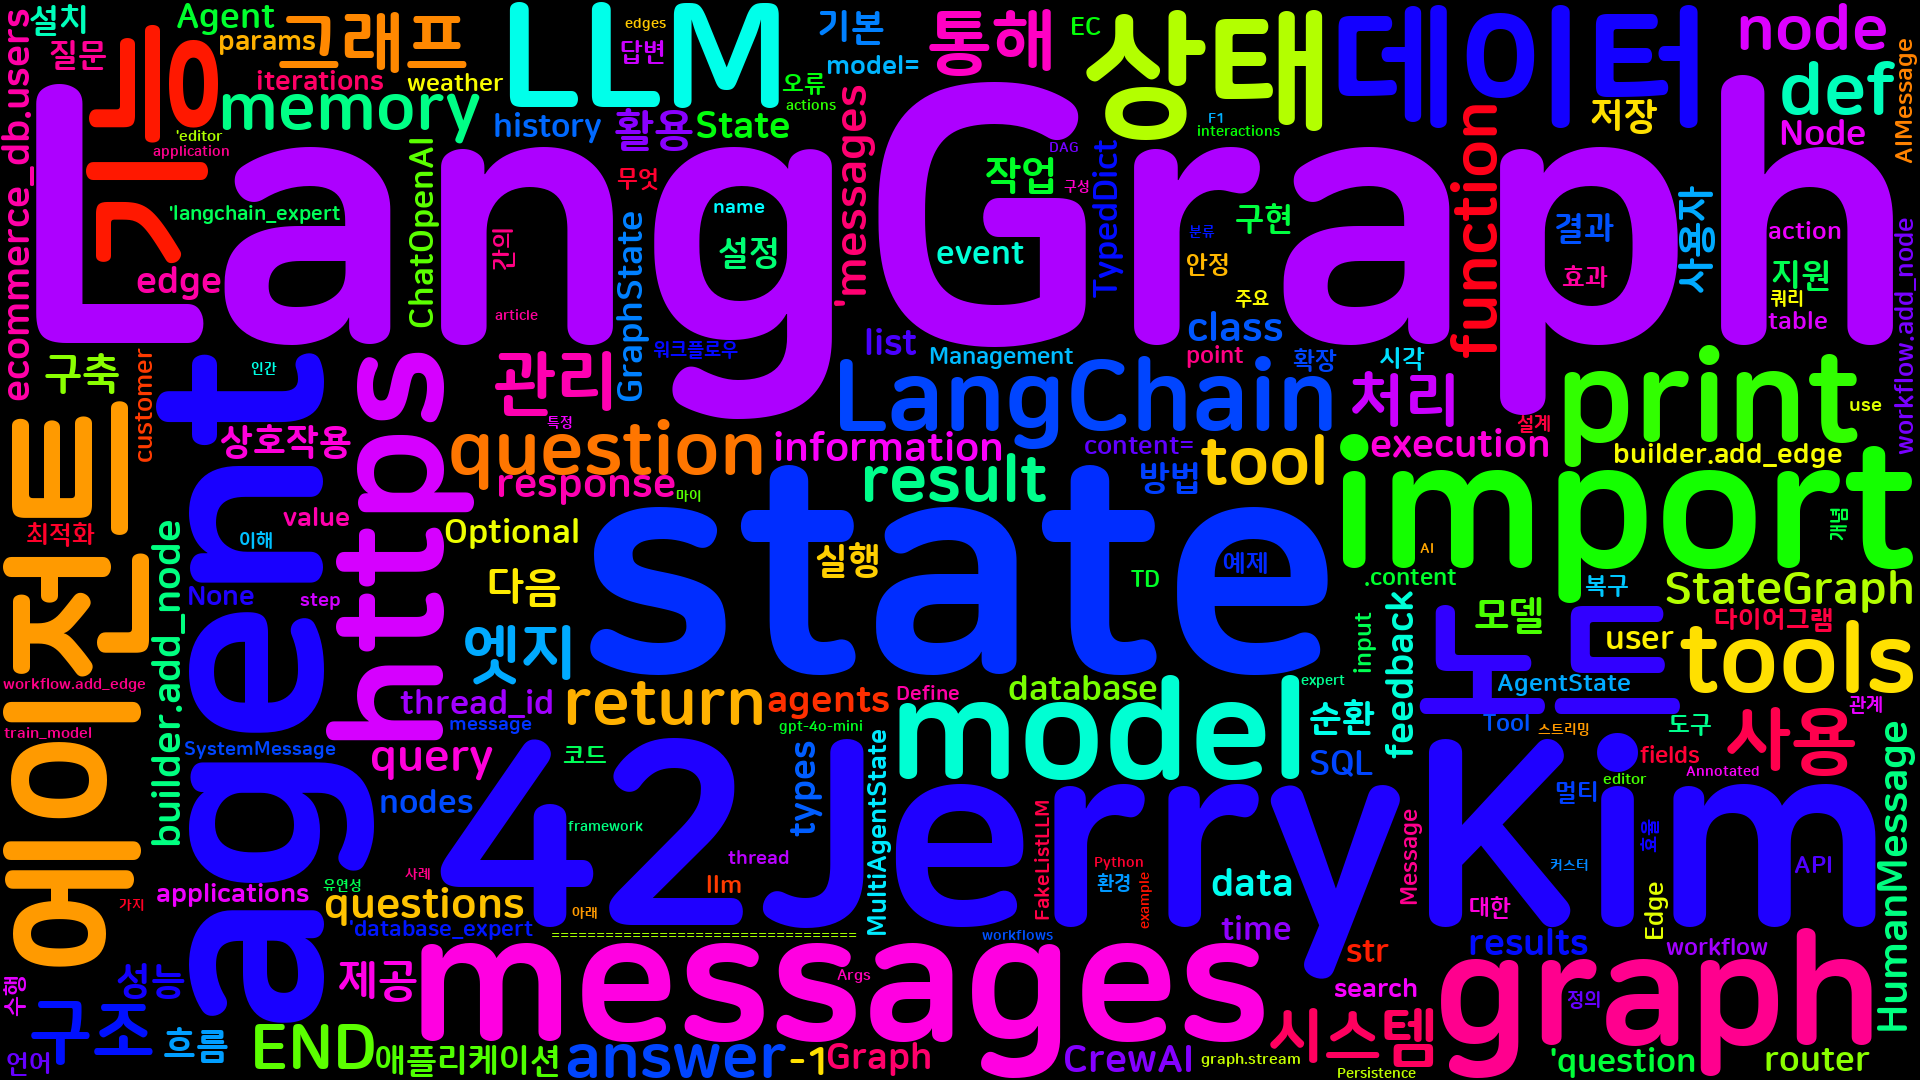 설치
Agent
params
그래프
edges
LLM
답변
기본
model=
통해
EC
상태
데이터
node
질문
iterations
weather
memory
history
활용
State
오류
actions
'messages
F1
interactions
저장
def
Node
AIMessage
ecommerce_db.users
기능
'editor
application
LangGraph
ChatOpenAI
무엇
DAG
작업
구성
TypedDict
function
'langchain_expert
name
설정
event
구현
분류
안정
결과
사용자
action
edge
간의
GraphState
주요
효과
지원
쿼리
table
workflow.add_node
article
워크플로우
list
Management
class
point
확장
시각
구축
customer
인간
agent
https
관리
특정
LangChain
처리
print
use
설계
에이전트
상호작용
question
information
content=
execution
builder.add_edge
response
마이
result
방법
tool
import
개념
최적화
value
이해
Optional
state
실행
예제
AI
TD
.content
복구
StateGraph
builder.add_node
None
step
다음
엣지
input
feedback
모델
노드
user
다이어그램
tools
workflow.add_edge
thread_id
return
agents
Define
database
expert
순환
AgentState
관계
train_model
SystemMessage
message
gpt-4o-mini
model
Tool
스트리밍
도구
사용
HumanMessage
query
코드
types
MultiAgentState
SQL
fields
Annotated
editor
nodes
framework
42JerryKim
멀티
thread
FakeListLLM
Python
환경
example
data
Message
허용
커스터
API
applications
유연성
사례
llm
가지
questions
아래
대한
Edge
'database_expert
==================================
workflows
time
str
results
workflow
수행
성능
제공
messages
Args
search
graph
정의
언어
구조
흐름
END
애플리케이션
answer
-1
Graph
CrewAI
graph.stream
시스템
Persistence
'question
router